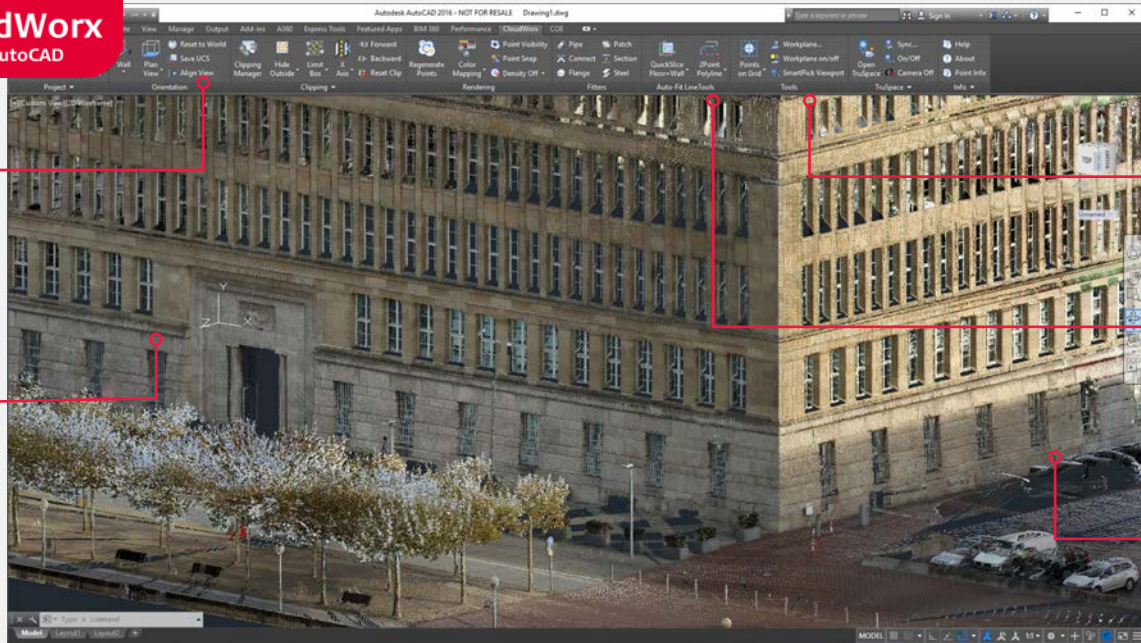 dWorx
utoCAD
Autodesk AutoCAD 2016 - NOT FOR RESALE Drawing1.dwg
Type a keyword or phrase
Sign In
View Manage Output Add-ins A360 Express Tools Featured Apps BIM 360 Performance CloudWorx COE
Wall
Plan View
Reset to World
Save UCS
Align View
Clipping Manager
Hide Outside
Limit Box
X Axis
Forward
Backward
Reset Clip
Regenerate Points
Color Mapping
Point Visibility
Point Snap
Density Off
Pipe
Connect
Flange
Patch
Section
Steel
QuickSlice Floor+Wall
2Point Polyline
Points on Grid
Workplane...
Workplane on/off
SmartPick Viewport
Open TruSpace
Sync...
On/Off
Camera Off
Help
About
Point Info
Project Orientation Clipping Rendering Fitters Auto-Fit LineTools Tools TruSpace Info
TOP
Unnamed
Y
Z
X
Type a command
Model Layout1 Layout2 +
MODEL
1:1